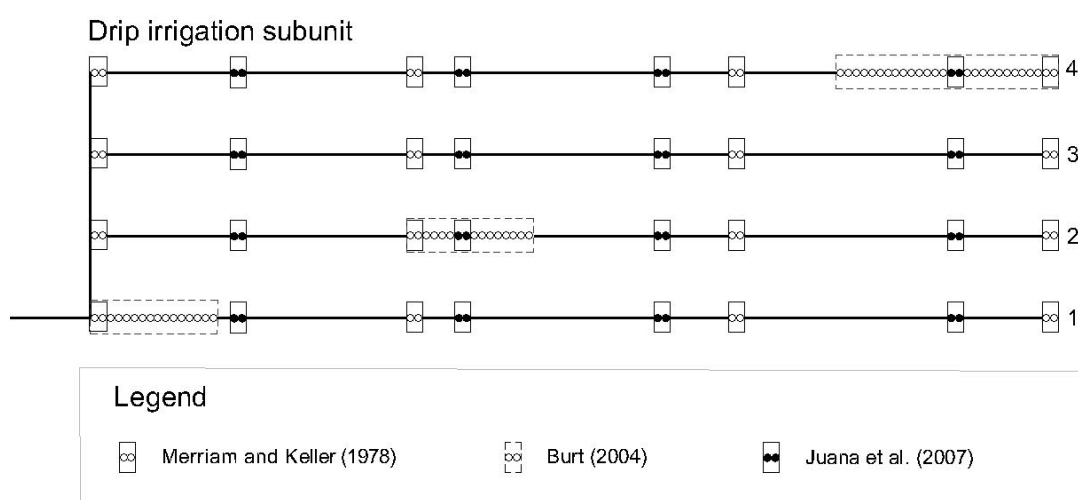 Drip irrigation subunit
4
3
2
1
Legend
Merriam and Keller (1978)
Burt (2004)
Juana et al. (2007)